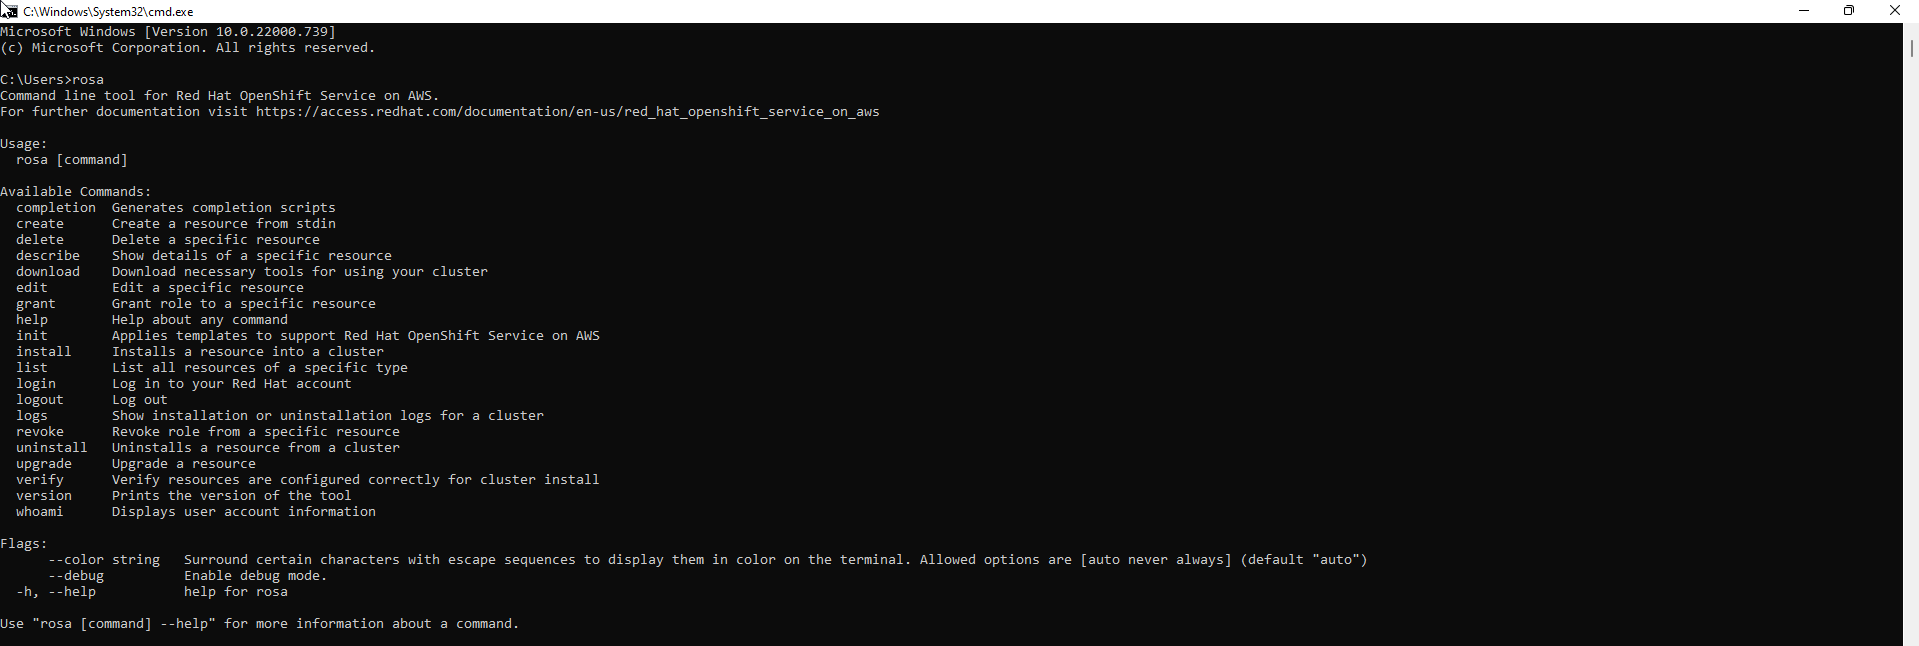 C:\Windows\System32\cmd.exe
Microsoft Windows [Version 10.0.22000.739]
(c) Microsoft Corporation. All rights reserved.
C:\Users>rosa
Command line tool for Red Hat OpenShift Service on AWS.
For further documentation visit https://access.redhat.com/documentation/en-us/red_hat_openshift_service_on_aws
Usage:
  rosa [command]
Available Commands:
  completion  Generates completion scripts
  create      Create a resource from stdin
  delete      Delete a specific resource
  describe    Show details of a specific resource
  download    Download necessary tools for using your cluster
  edit        Edit a specific resource
  grant       Grant role to a specific resource
  help        Help about any command
  init        Applies templates to support Red Hat OpenShift Service on AWS
  install     Installs a resource into a cluster
  list        List all resources of a specific type
  login       Log in to your Red Hat account
  logout      Log out
  logs        Show installation or uninstallation logs for a cluster
  revoke      Revoke role from a specific resource
  uninstall   Uninstalls a resource from a cluster
  upgrade     Upgrade a resource
  verify      Verify resources are configured correctly for cluster install
  version     Prints the version of the tool
  whoami      Displays user account information
Flags:
      --color string   Surround certain characters with escape sequences to display them in color on the terminal. Allowed options are [auto never always] (default "auto")
      --debug          Enable debug mode.
  -h, --help           help for rosa
Use "rosa [command] --help" for more information about a command.